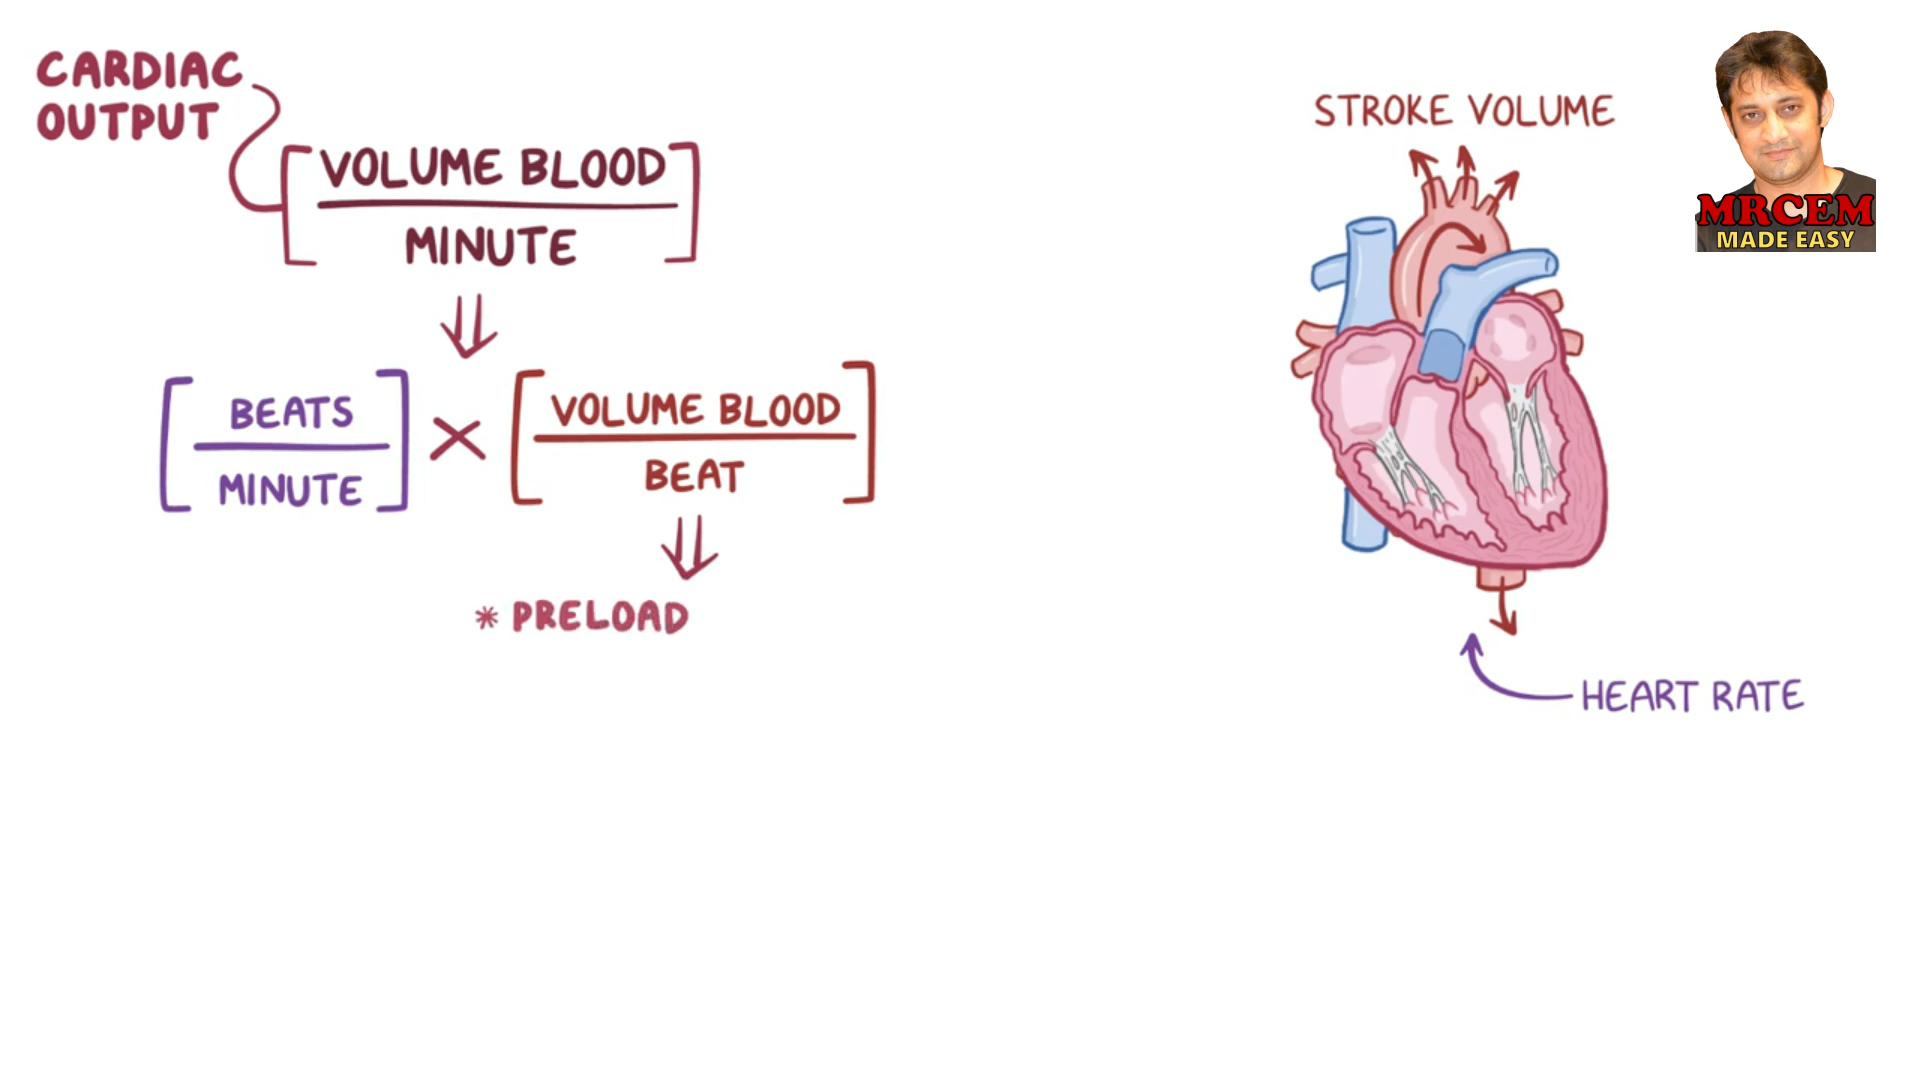 CARDIAC
OUTPUT
VOLUME BLOOD
MINUTE
BEATS
MINUTE
×
VOLUME BLOOD
BEAT
* PRELOAD
STROKE VOLUME
HEART RATE
MRCEM
MADE EASY